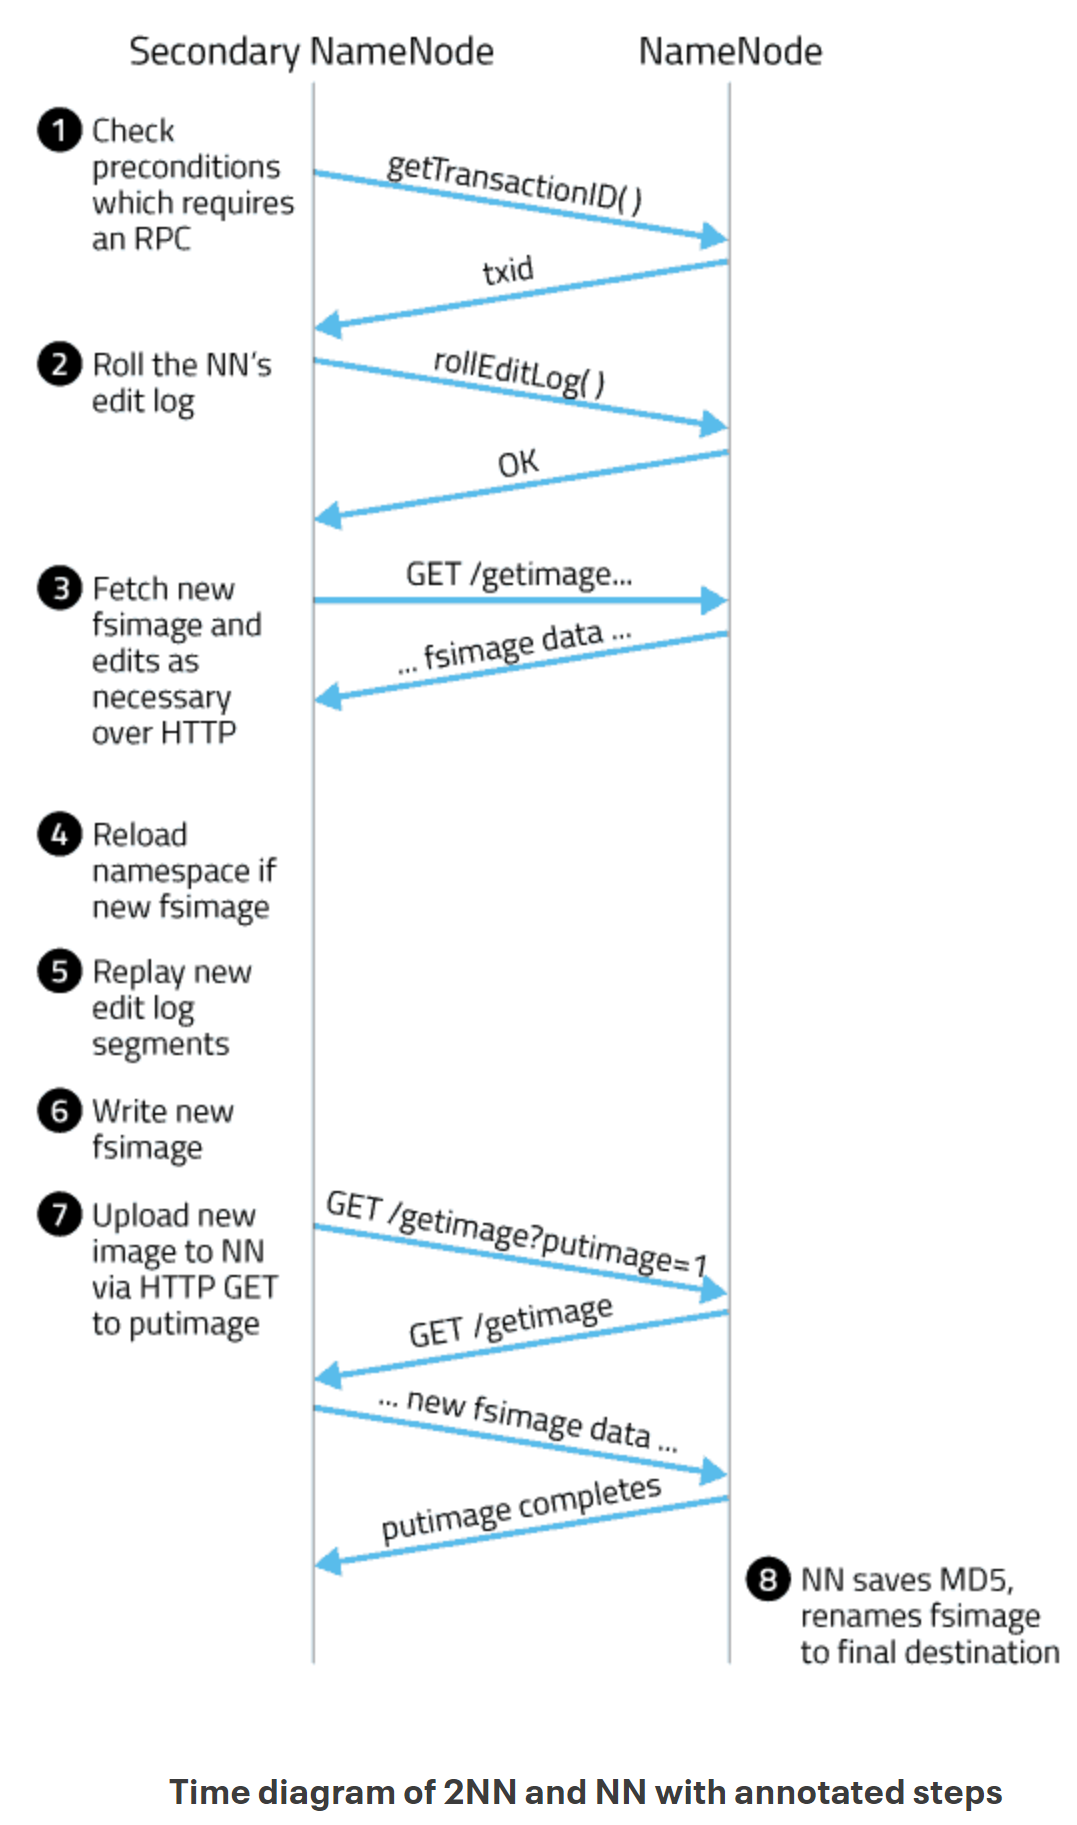 Secondary NameNode
NameNode
1 Check
preconditions
which requires
an RPC
getTransactionID( )
txid
2 Roll the NN’s
edit log
rollEditLog( )
OK
3 Fetch new
fsimage and
edits as
necessary
over HTTP
GET /getimage...
... fsimage data ...
4 Reload
namespace if
new fsimage
5 Replay new
edit log
segments
6 Write new
fsimage
7 Upload new
image to NN
via HTTP GET
to putimage
GET /getimage?putimage=1
GET /getimage
... new fsimage data ...
putimage completes
8 NN saves MD5,
renames fsimage
to final destination
Time diagram of 2NN and NN with annotated steps